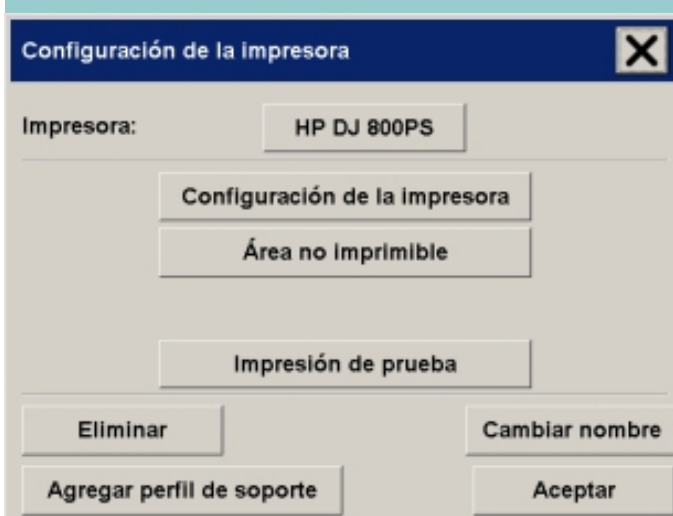 Configuración de la impresora
Impresora: HP DJ 800PS
Configuración de la impresora
Área no imprimible
Impresión de prueba
Eliminar Cambiar nombre
Agregar perfil de soporte Aceptar